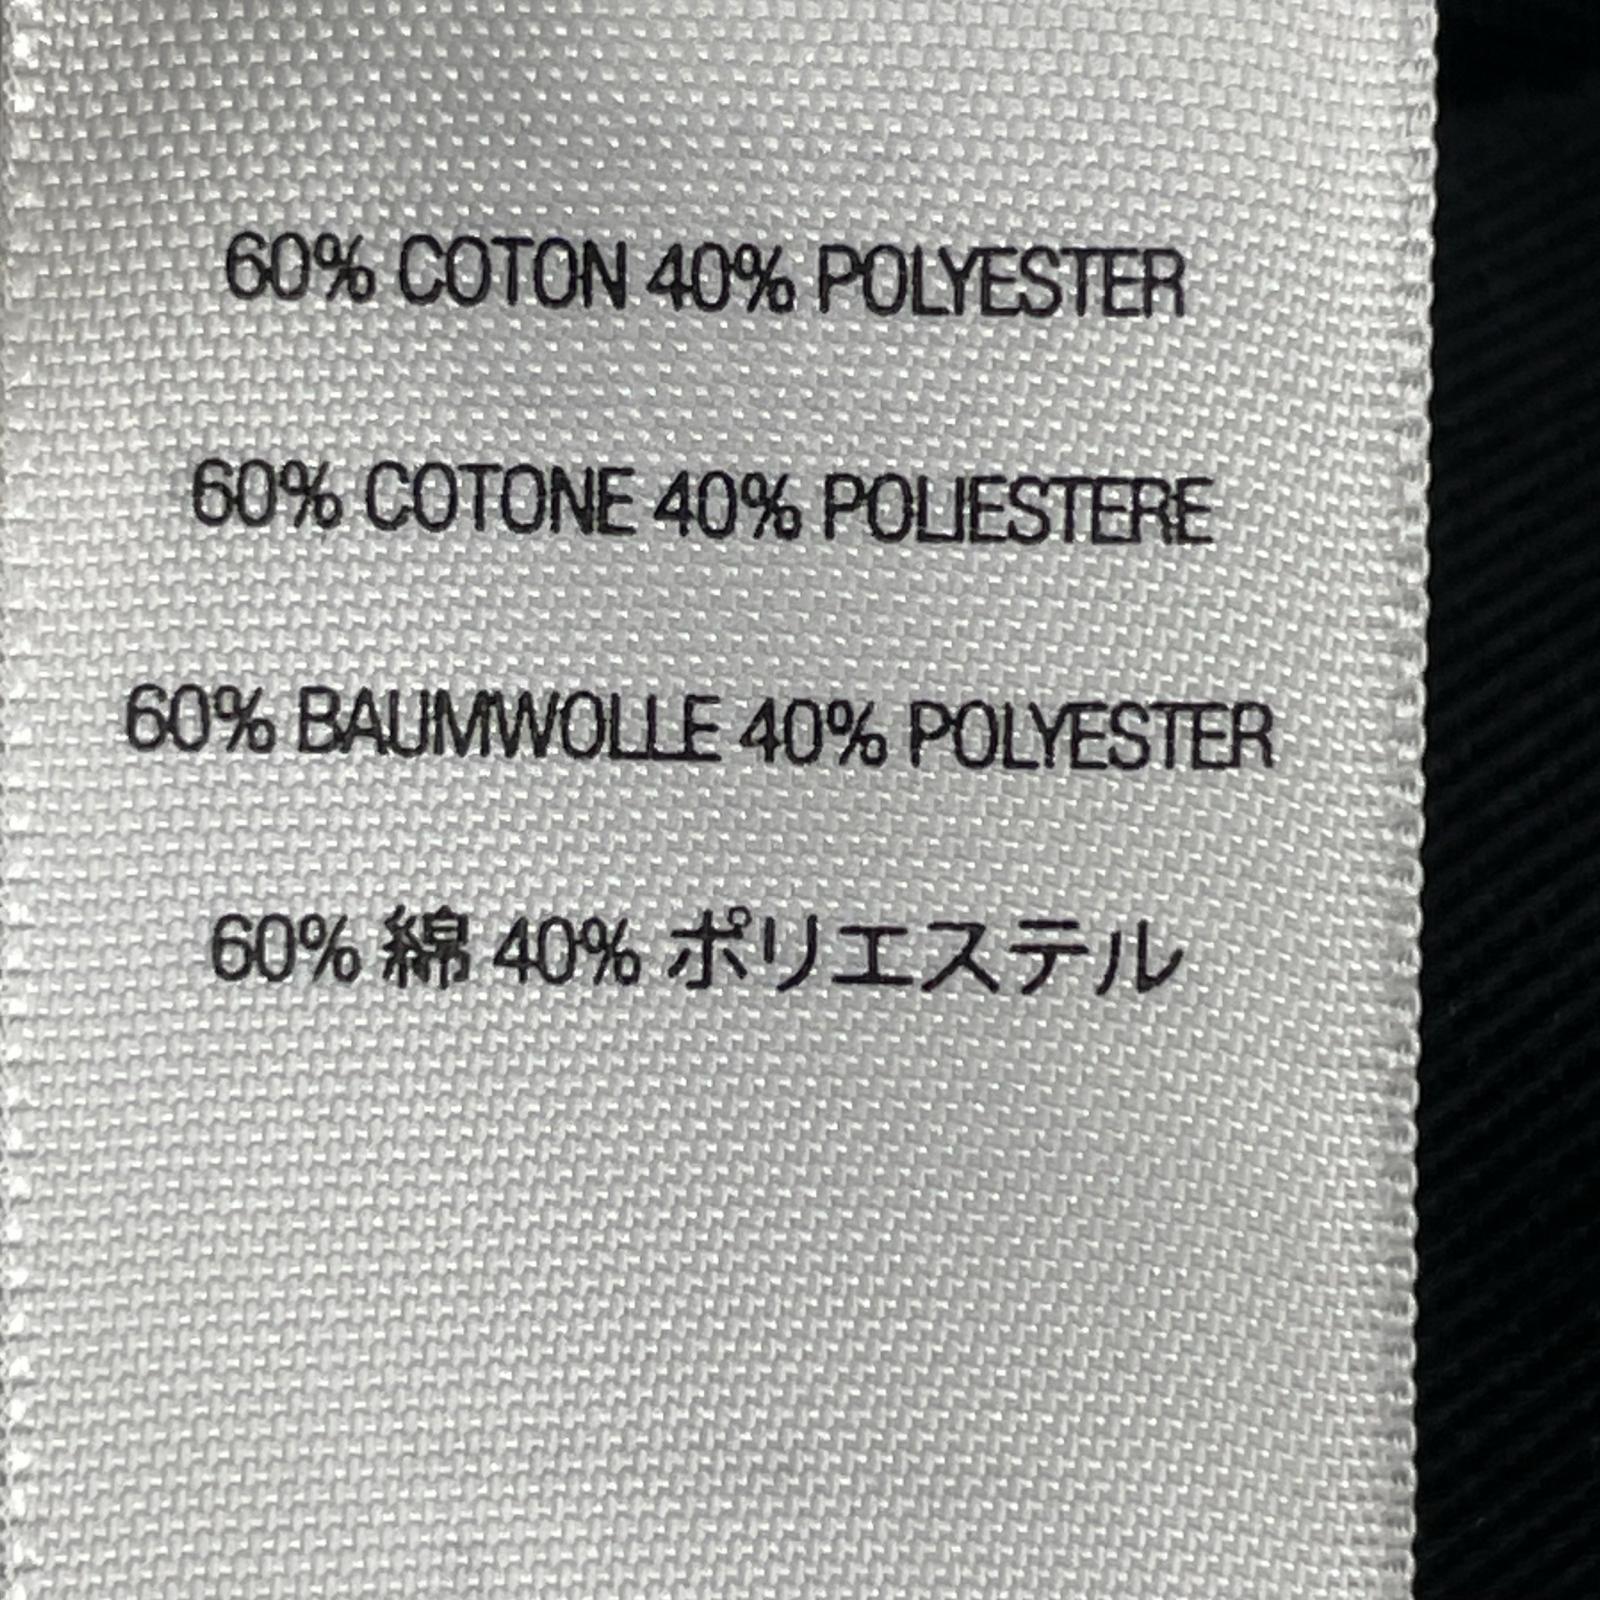 60% COTON 40% POLYESTER
60% COTONE 40% POLIESTERE
60% BAUMWOLLE 40% POLYESTER
60% 綿 40% ポリエステル